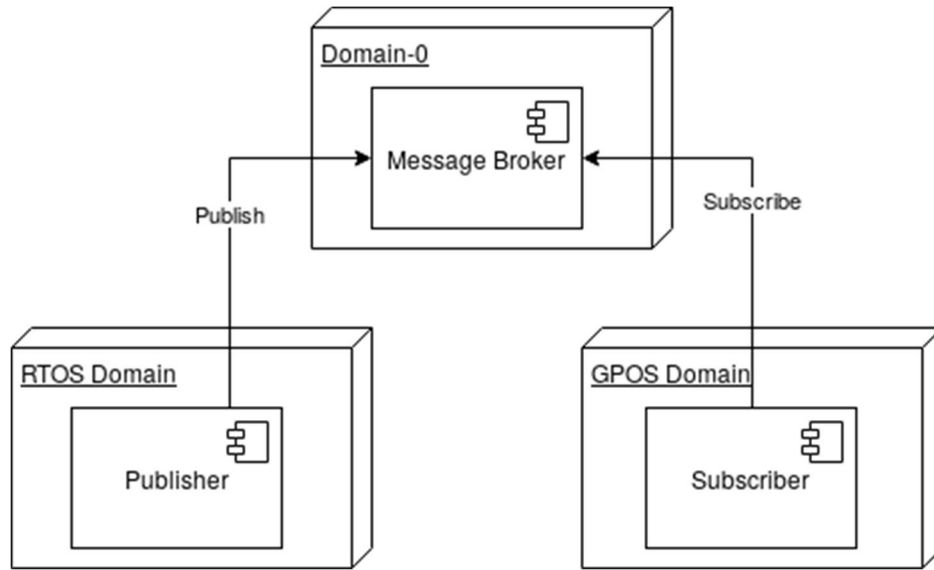 Domain-0
Message Broker
Publish
Subscribe
RTOS Domain
GPOS Domain
Publisher
Subscriber